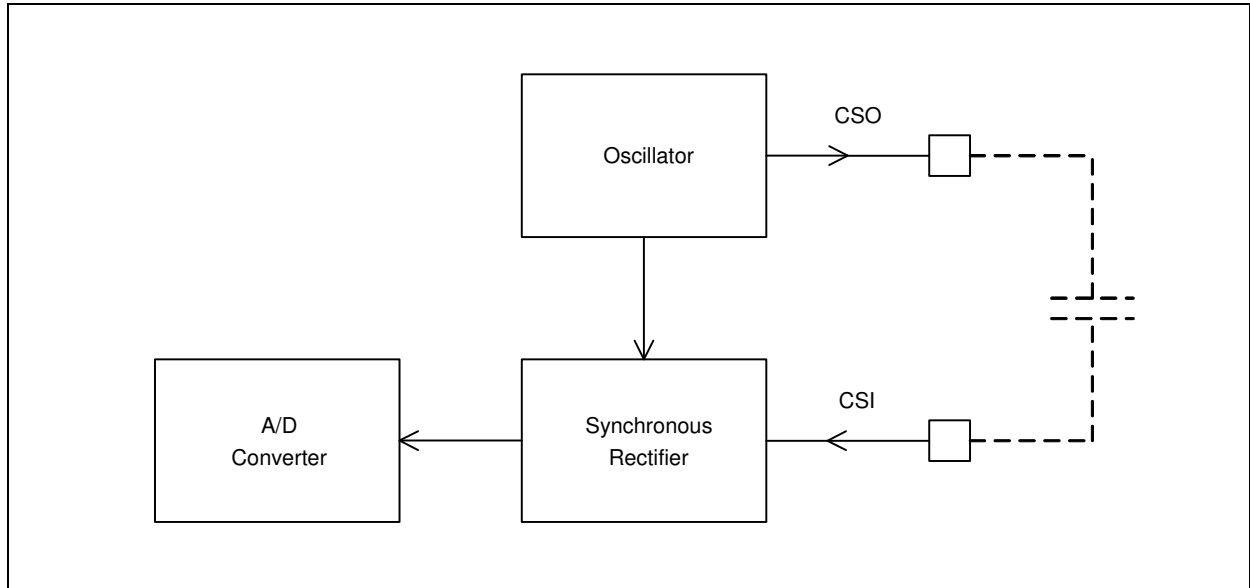 CSO
Oscillator
CSI
A/D
Converter
Synchronous
Rectifier